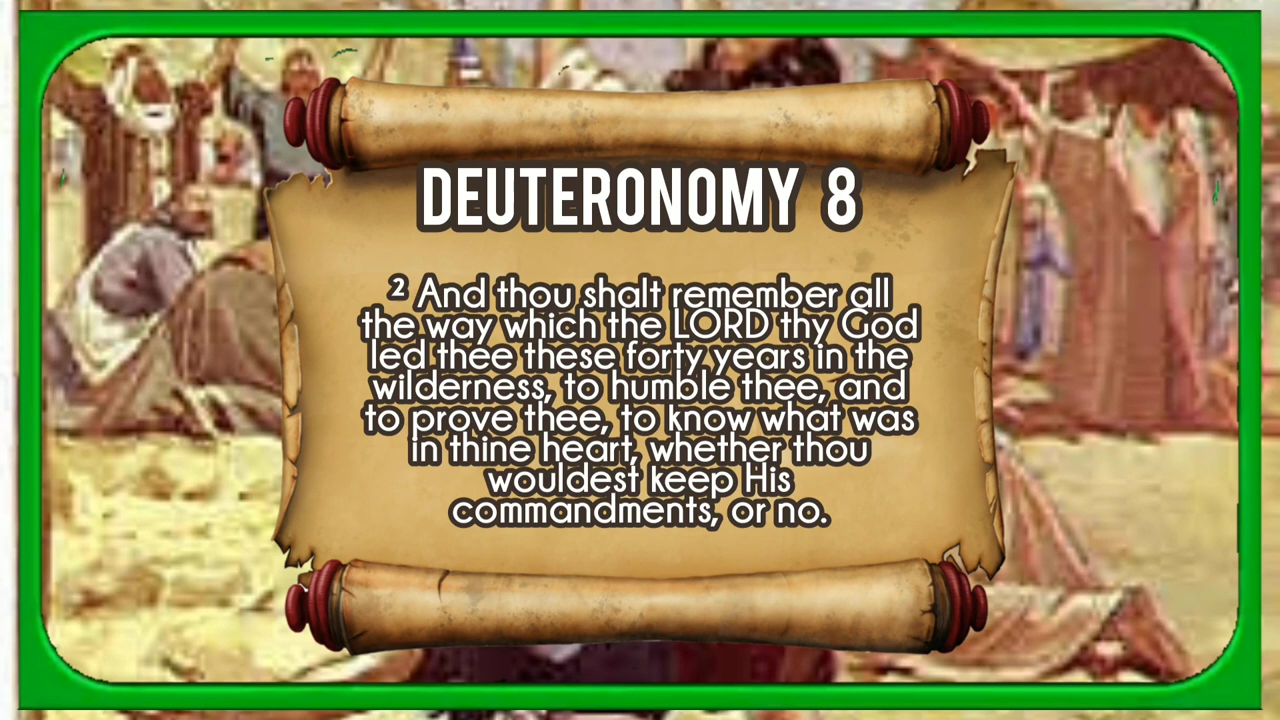 DEUTERONOMY 8
² And thou shalt remember all
the way which the LORD thy God
led thee these forty years in the
wilderness, to humble thee, and
to prove thee, to know what was
in thine heart, whether thou
wouldest keep His
commandments, or no.